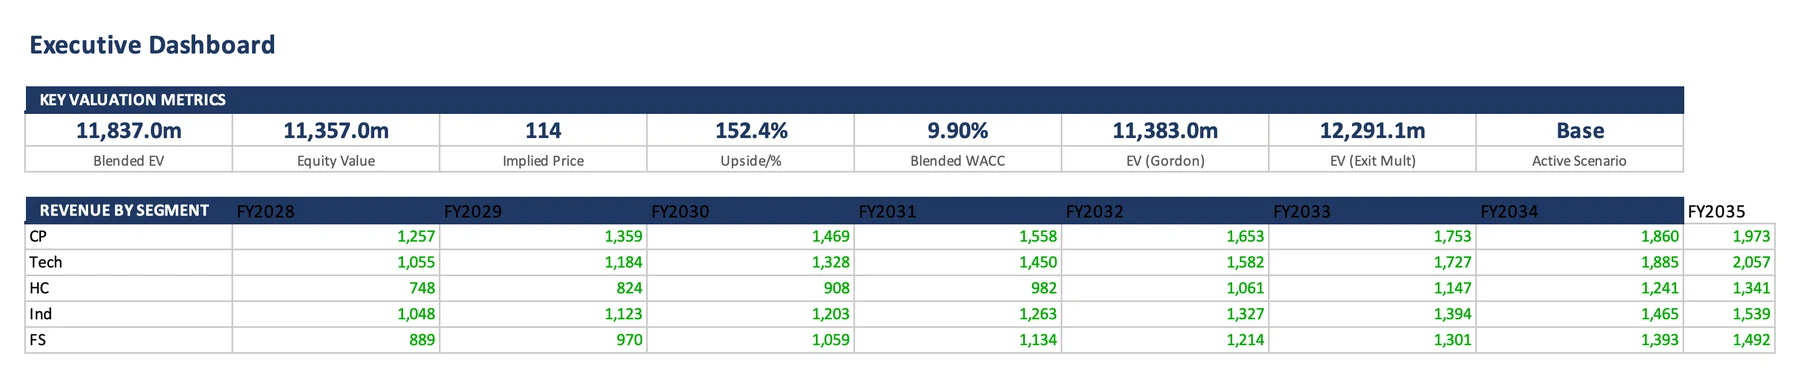 Executive Dashboard
KEY VALUATION METRICS
11,837.0m 11,357.0m 114 152.4% 9.90% 11,383.0m 12,291.1m Base
Blended EV Equity Value Implied Price Upside/% Blended WACC EV (Gordon) EV (Exit Mult) Active Scenario
REVENUE BY SEGMENT FY2028 FY2029 FY2030 FY2031 FY2032 FY2033 FY2034 FY2035
CP 1,257 1,359 1,469 1,558 1,653 1,753 1,860 1,973
Tech 1,055 1,184 1,328 1,450 1,582 1,727 1,885 2,057
HC 748 824 908 982 1,061 1,147 1,241 1,341
Ind 1,048 1,123 1,203 1,263 1,327 1,394 1,465 1,539
FS 889 970 1,059 1,134 1,214 1,301 1,393 1,492